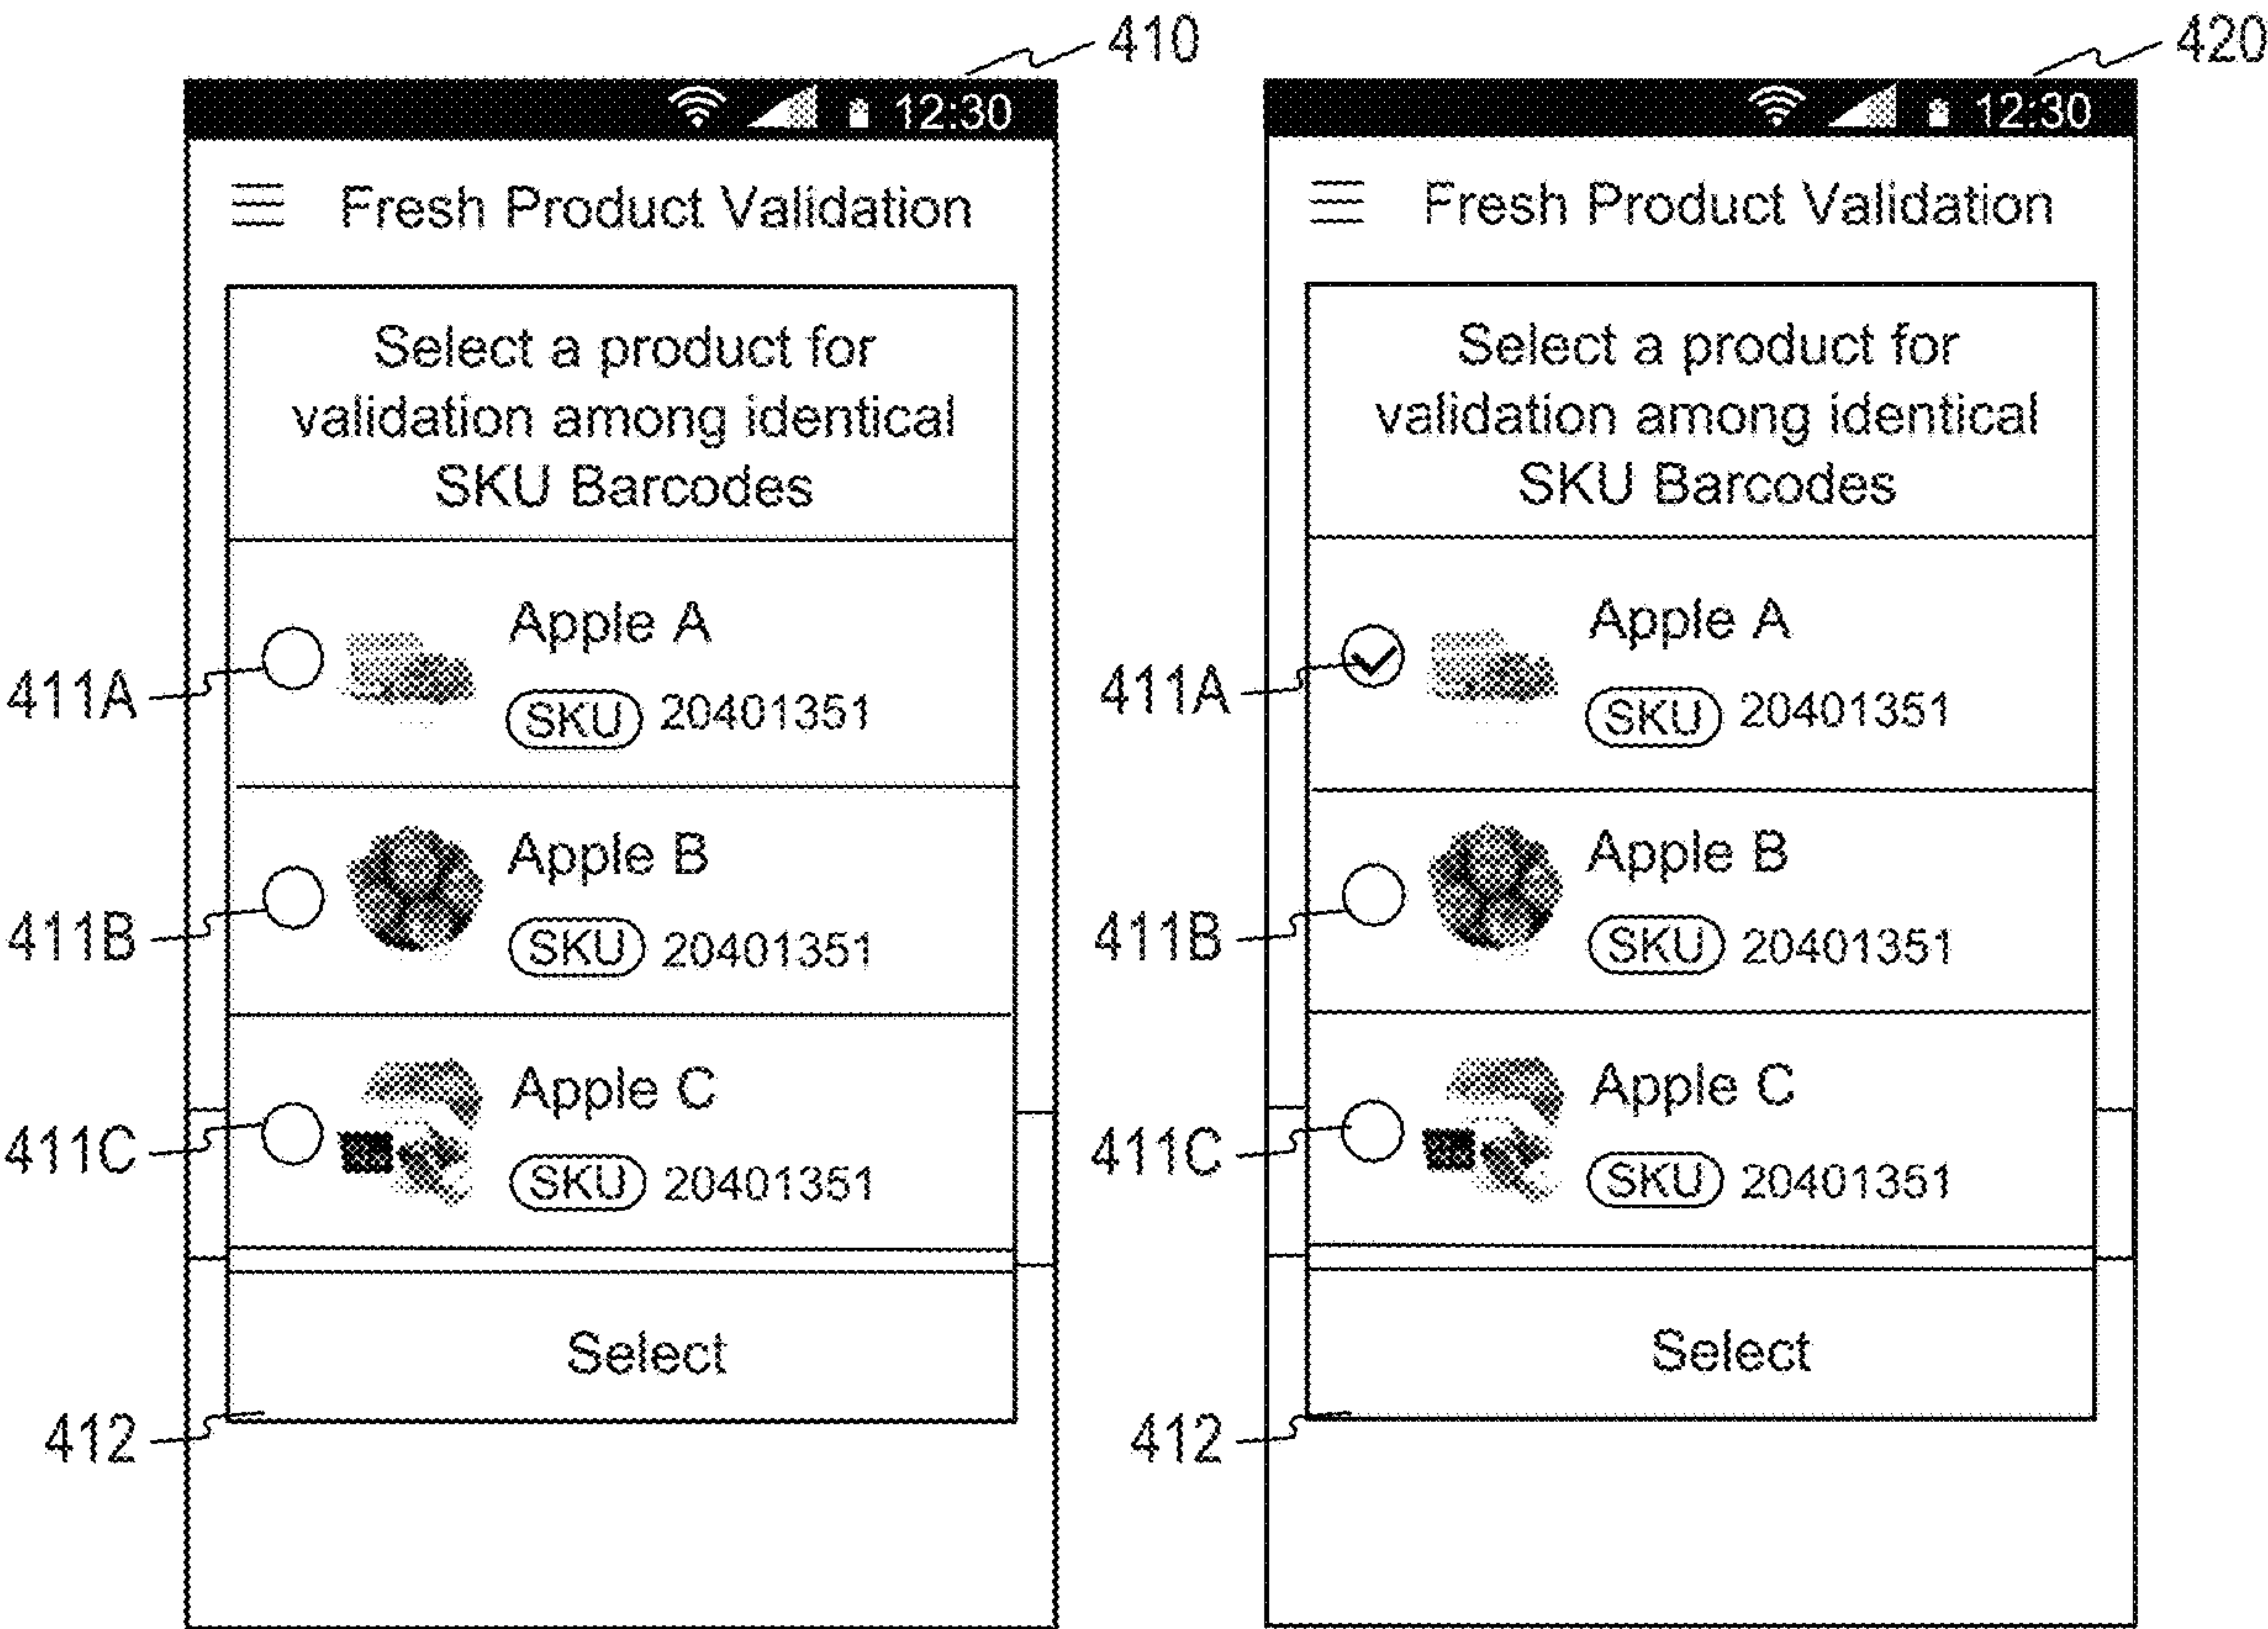 410
12:30
Fresh Product Validation
Select a product for
validation among identical
SKU Barcodes
411A
Apple A
SKU 20401351
411B
Apple B
SKU 20401351
411C
Apple C
SKU 20401351
Select
412
420
12:30
Fresh Product Validation
Select a product for
validation among identical
SKU Barcodes
411A
Apple A
SKU 20401351
411B
Apple B
SKU 20401351
411C
Apple C
SKU 20401351
Select
412